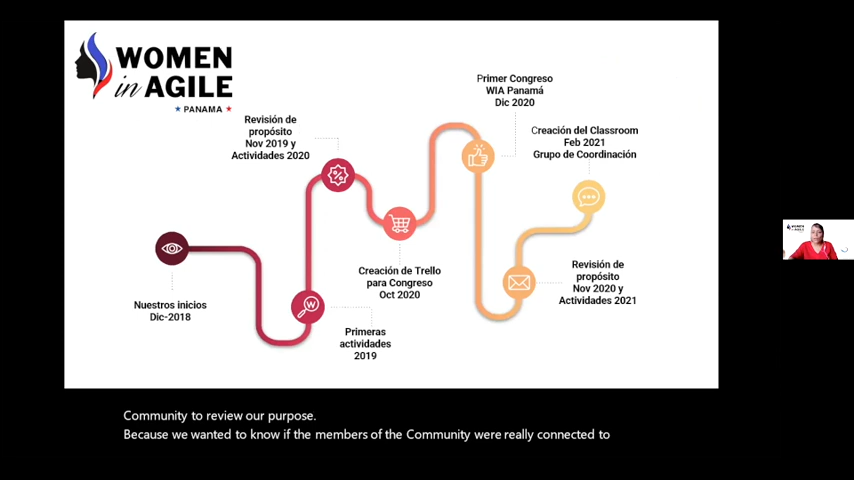 WOMEN
in AGILE
PANAMA
Primer Congreso
WIA Panamá
Dic 2020
Revisión de
propósito
Nov 2019 y
Actividades 2020
Creación del Classroom
Feb 2021
Grupo de Coordinación
Creación de Trello
para Congreso
Oct 2020
Revisión de
propósito
Nov 2020 y
Actividades 2021
Nuestros inicios
Dic-2018
W
Primeras
actividades
2019
WOMEN
in AGILE
Community to review our purpose.
Because we wanted to know if the members of the Community were really connected to